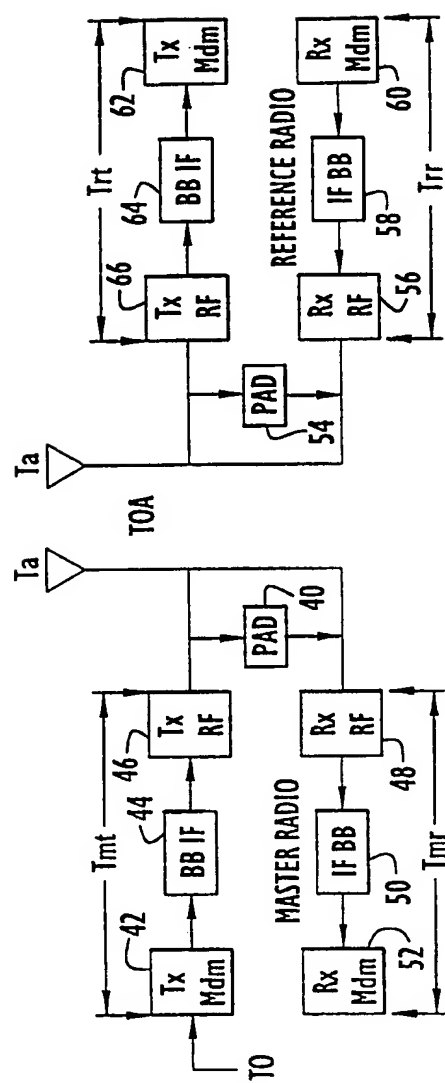 Tmt
42
44
46
Tx
Mdm
BB IF
Tx
RF
TO
PAD
40
MASTER RADIO
Rx
Mdm
IF BB
Rx
RF
52
50
48
Tmr
Ta
TOA
Ta
Trt
66
64
62
Tx
RF
BB IF
Tx
Mdm
PAD
54
REFERENCE RADIO
Rx
RF
IF BB
Rx
Mdm
56
58
60
Trr